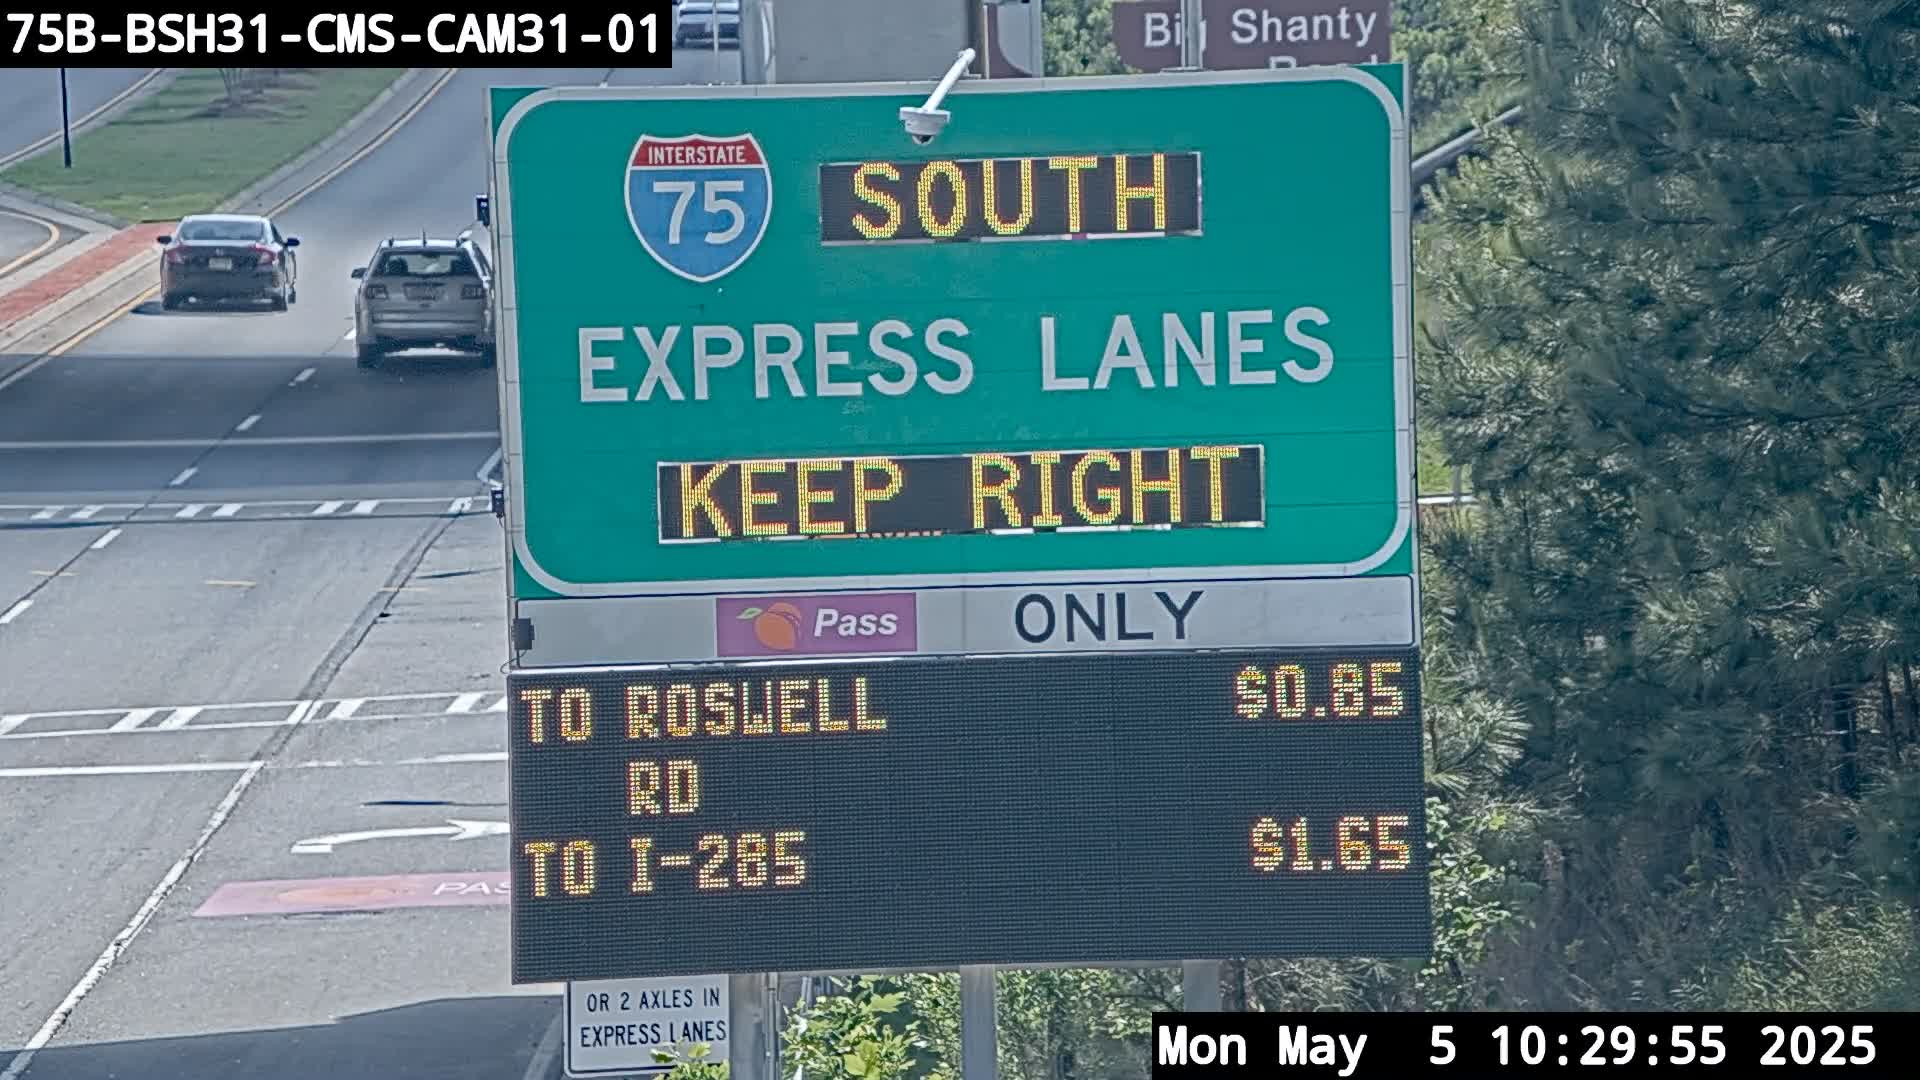 75B-BSH31-CMS-CAM31-01
Big Shanty
Road
INTERSTATE
75
SOUTH
EXPRESS LANES
KEEP RIGHT
Pass ONLY
TO ROSWELL $0.85
RD
TO I-285 $1.65
PAS
OR 2 AXLES IN
EXPRESS LANES
Mon May 5 10:29:55 2025